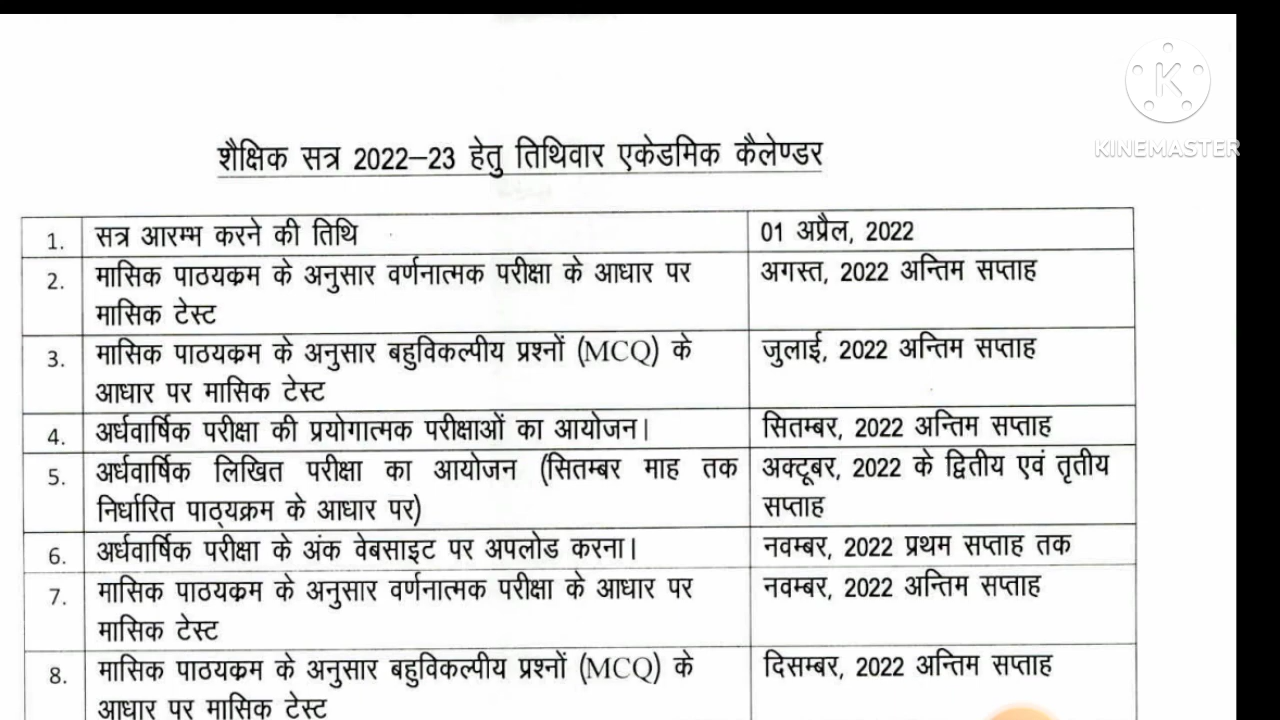 KINEMASTER
शैक्षिक सत्र 2022–23 हेतु तिथिवार एकेडमिक कैलेण्डर
1. सत्र आरम्भ करने की तिथि 01 अप्रैल, 2022
2. मासिक पाठयक्रम के अनुसार वर्णनात्मक परीक्षा के आधार पर अगस्त, 2022 अन्तिम सप्ताह
मासिक टेस्ट
3. मासिक पाठयक्रम के अनुसार बहुविकल्पीय प्रश्नों (MCQ) के जुलाई, 2022 अन्तिम सप्ताह
आधार पर मासिक टेस्ट
4. अर्धवार्षिक परीक्षा की प्रयोगात्मक परीक्षाओं का आयोजन। सितम्बर, 2022 अन्तिम सप्ताह
5. अर्धवार्षिक लिखित परीक्षा का आयोजन (सितम्बर माह तक अक्टूबर, 2022 के द्वितीय एवं तृतीय
निर्धारित पाठ्यक्रम के आधार पर) सप्ताह
6. अर्धवार्षिक परीक्षा के अंक वेबसाइट पर अपलोड करना। नवम्बर, 2022 प्रथम सप्ताह तक
7. मासिक पाठयक्रम के अनुसार वर्णनात्मक परीक्षा के आधार पर नवम्बर, 2022 अन्तिम सप्ताह
मासिक टेस्ट
8. मासिक पाठयक्रम के अनुसार बहुविकल्पीय प्रश्नों (MCQ) के दिसम्बर, 2022 अन्तिम सप्ताह
आधार पर मासिक टेस्ट